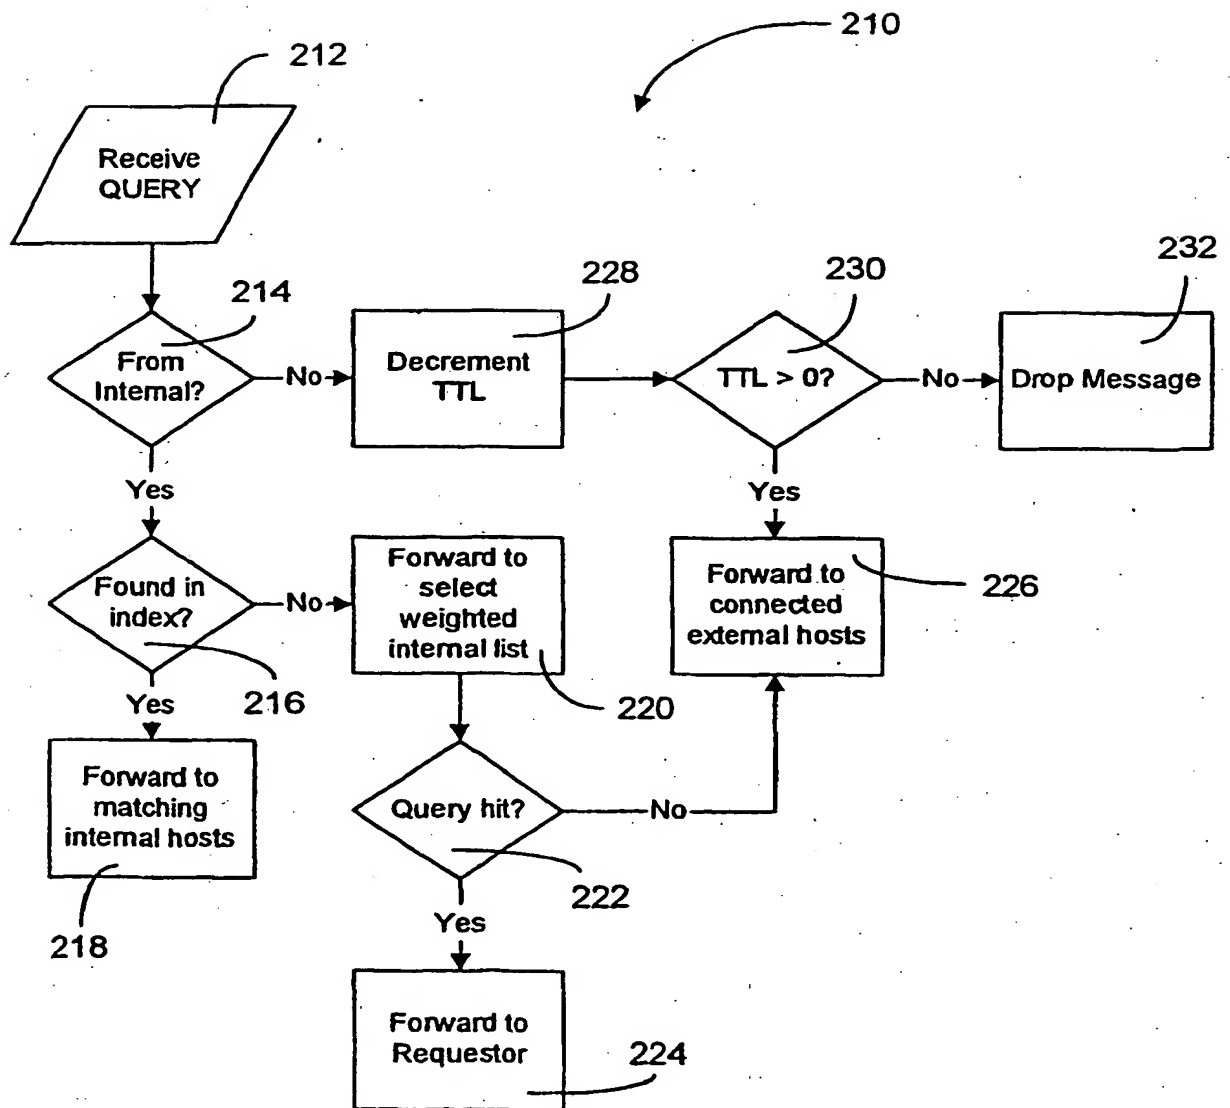 210
212
Receive
QUERY
214
From
Internal?
No
228
Decrement
TTL
230
TTL > 0?
No
232
Drop Message
Yes
Yes
Found in
index?
216
No
Forward to
select
weighted
internal list
220
Forward to
connected
external hosts
226
Yes
Forward to
matching
internal hosts
218
Query hit?
222
No
Yes
Forward to
Requestor
224